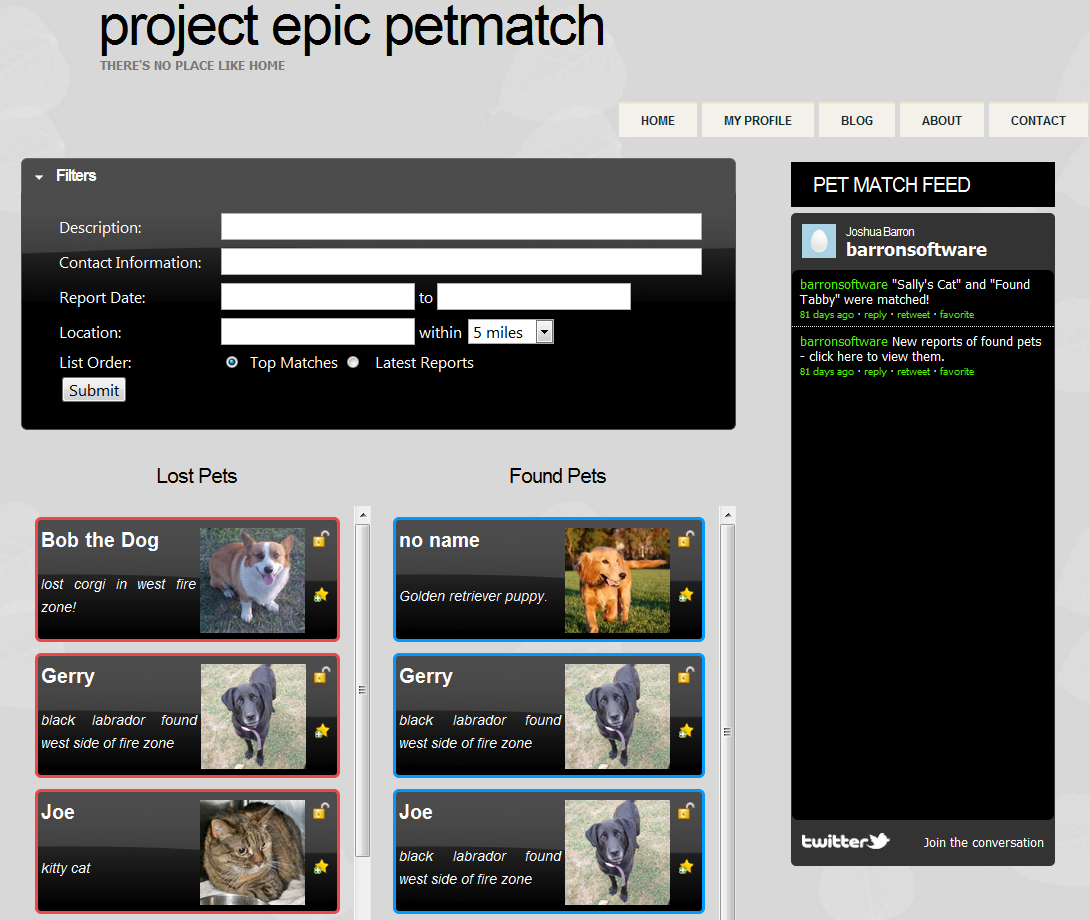 project epic petmatch
THERE'S NO PLACE LIKE HOME
HOME
MY PROFILE
BLOG
ABOUT
CONTACT
Filters
Description:
Contact Information:
Report Date:
to
Location:
within
5 miles
List Order:
Top Matches
Latest Reports
Submit
PET MATCH FEED
Joshua Barron
barronsoftware
barronsoftware "Sally's Cat" and "Found
Tabby" were matched!
81 days ago · reply · retweet · favorite
barronsoftware New reports of found pets
- click here to view them.
81 days ago · reply · retweet · favorite
twitter
Join the conversation
Lost Pets
Bob the Dog
lost corgi in west fire
zone!
Gerry
black labrador found
west side of fire zone
Joe
kitty cat
Found Pets
no name
Golden retriever puppy.
Gerry
black labrador found
west side of fire zone
Joe
black labrador found
west side of fire zone